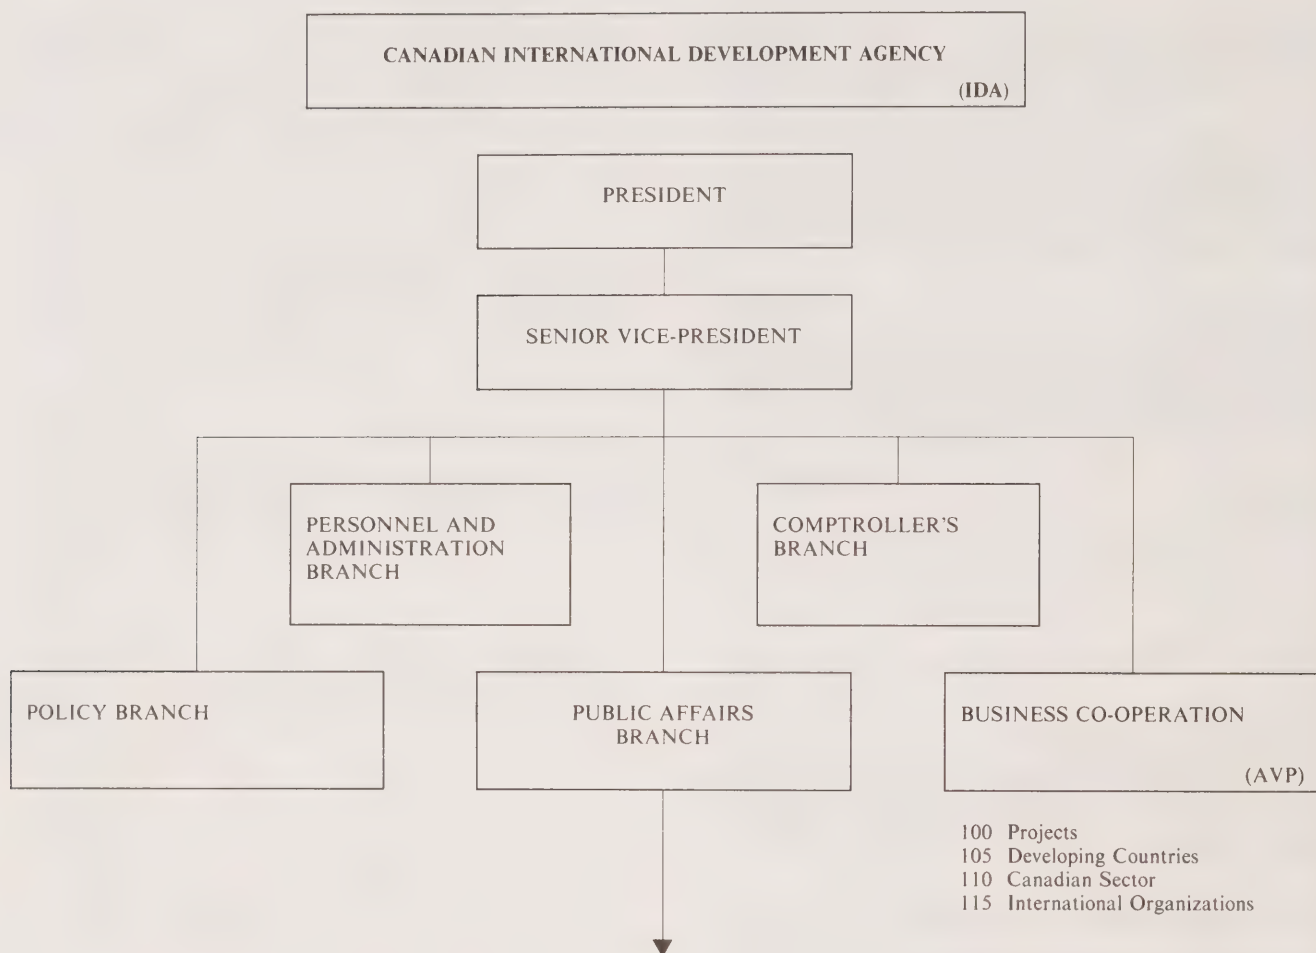 CANADIAN INTERNATIONAL DEVELOPMENT AGENCY
(IDA)
PRESIDENT
SENIOR VICE-PRESIDENT
PERSONNEL AND
ADMINISTRATION
BRANCH
COMPTROLLER'S
BRANCH
POLICY BRANCH
PUBLIC AFFAIRS
BRANCH
BUSINESS CO-OPERATION
(AVP)
100 Projects
105 Developing Countries
110 Canadian Sector
115 International Organizations